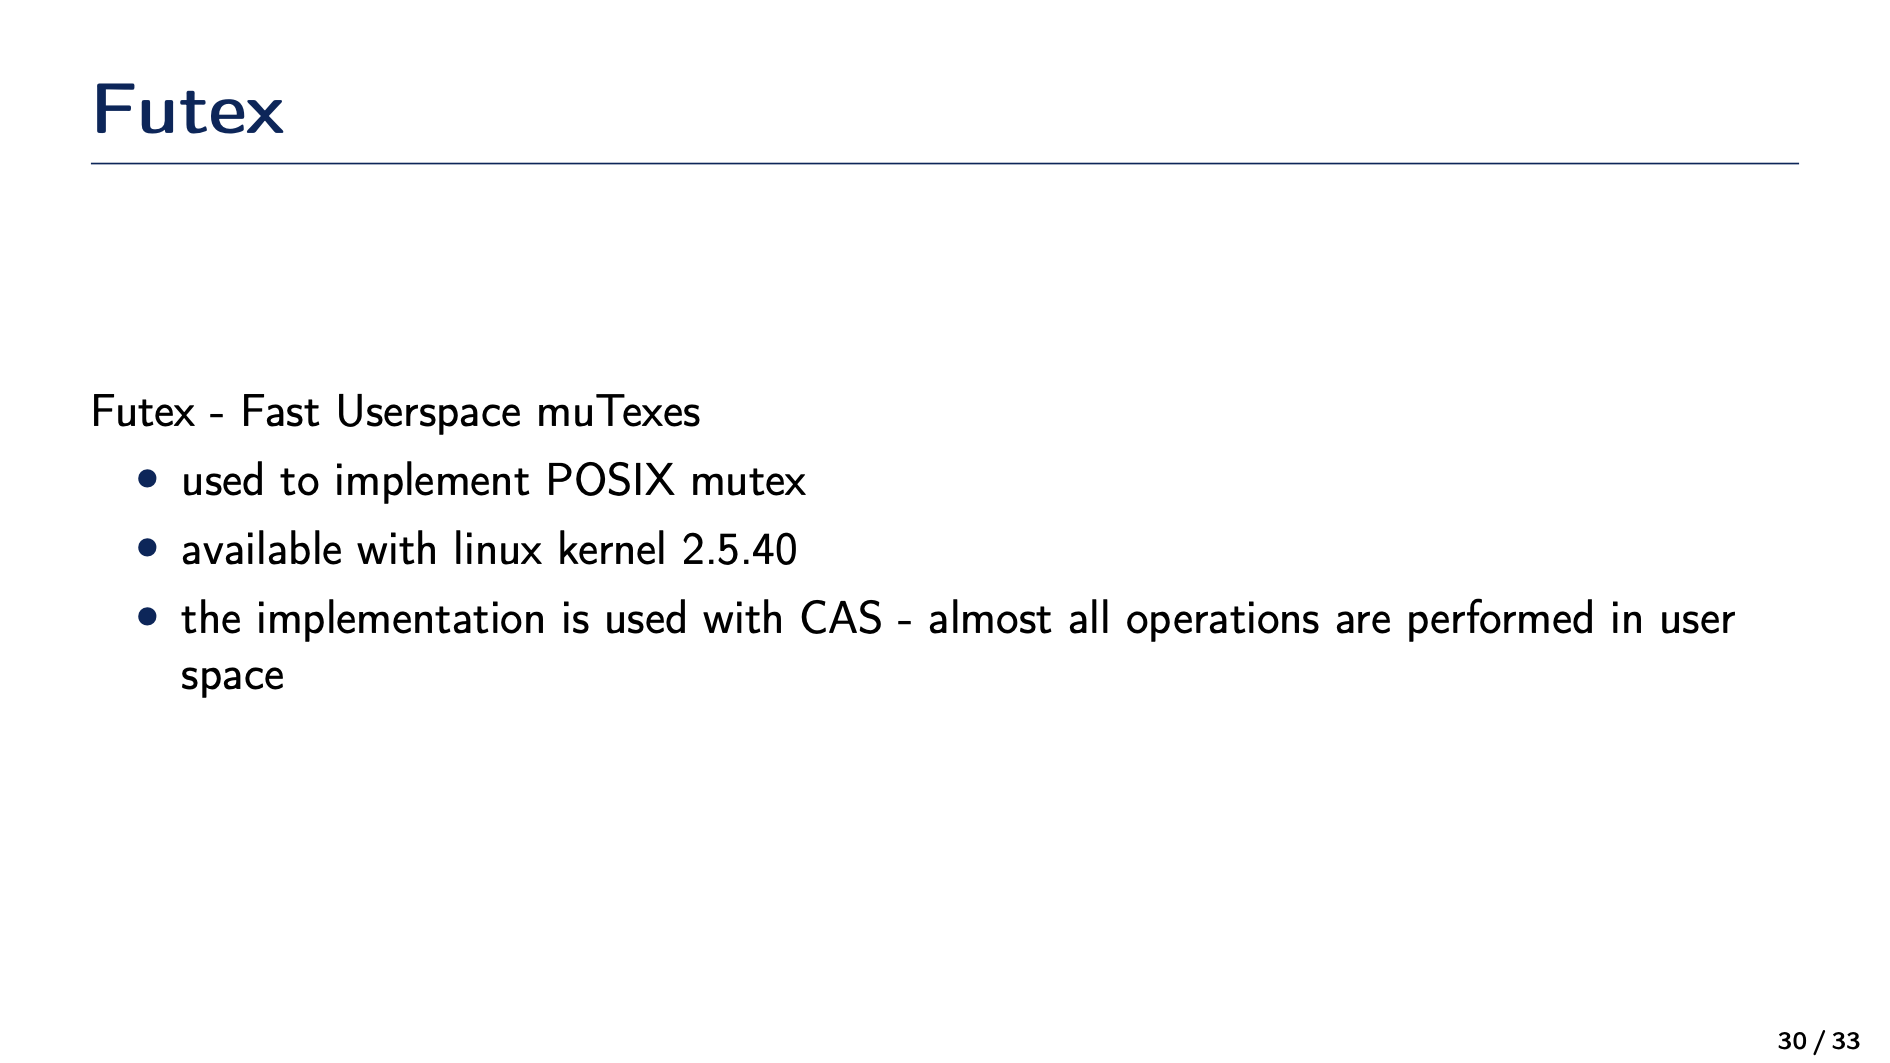 Futex
Futex - Fast Userspace muTexes
• used to implement POSIX mutex
• available with linux kernel 2.5.40
• the implementation is used with CAS - almost all operations are performed in user
space
30 / 33